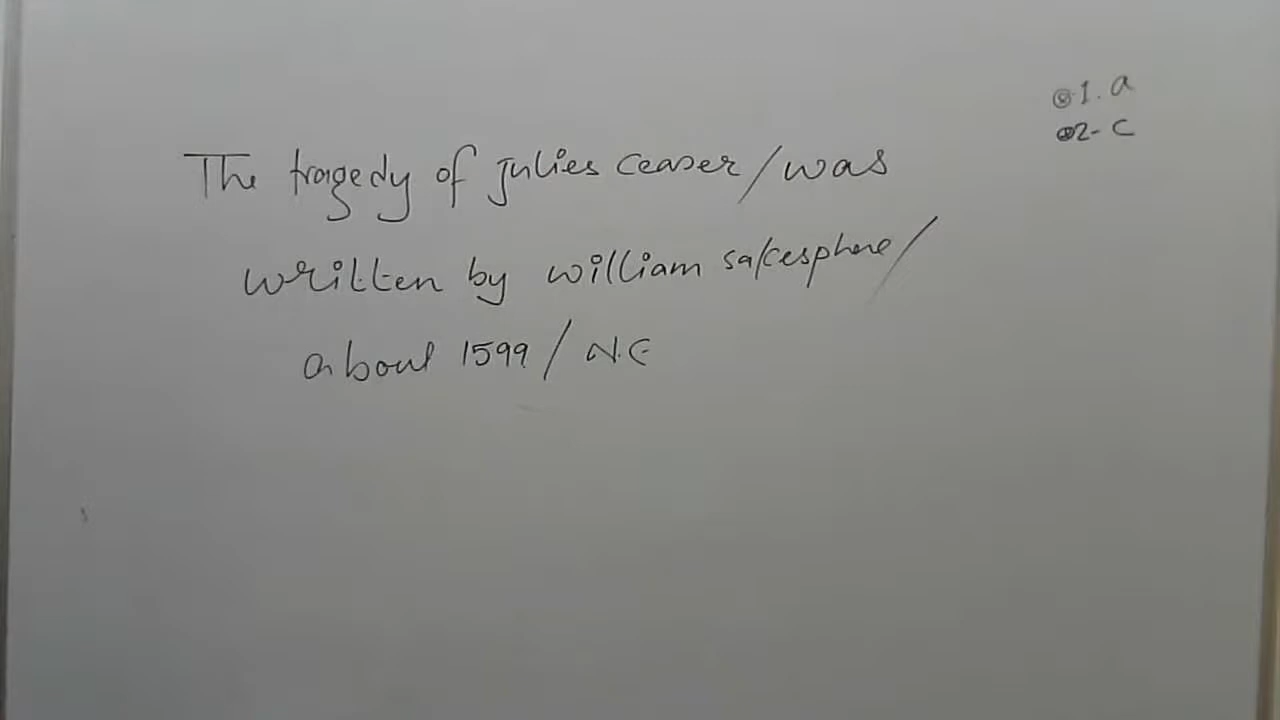 1. a
2- C
The tragedy of julies ceaser / was
written by william sakesphere /
about 1599 / N.E